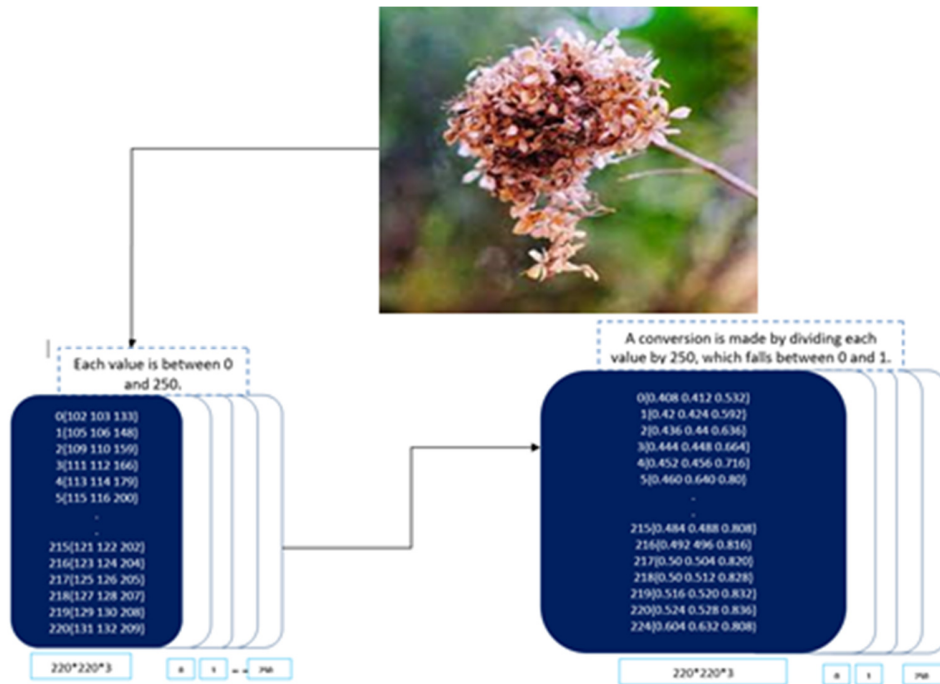 Each value is between 0
and 250.
0{102 103 133}
1{105 106 148}
2{109 110 159}
3{111 112 166}
4{113 114 179}
5{115 116 200}
.
.
215{121 122 202}
216{123 124 204}
217{125 126 205}
218{127 128 207}
219{129 130 208}
220{131 132 209}
220*220*3
0
1
250
A conversion is made by dividing each
value by 250, which falls between 0 and 1.
0{0.408 0.412 0.532}
1{0.42 0.424 0.592}
2{0.436 0.44 0.636}
3{0.444 0.448 0.664}
4{0.452 0.456 0.716}
5{0.460 0.640 0.80}
.
.
215{0.484 0.488 0.808}
216{0.492 496 0.816}
217{0.50 0.504 0.820}
218{0.50 0.512 0.828}
219{0.516 0.520 0.832}
220{0.524 0.528 0.836}
224{0.604 0.632 0.808}
220*220*3
0
1
250